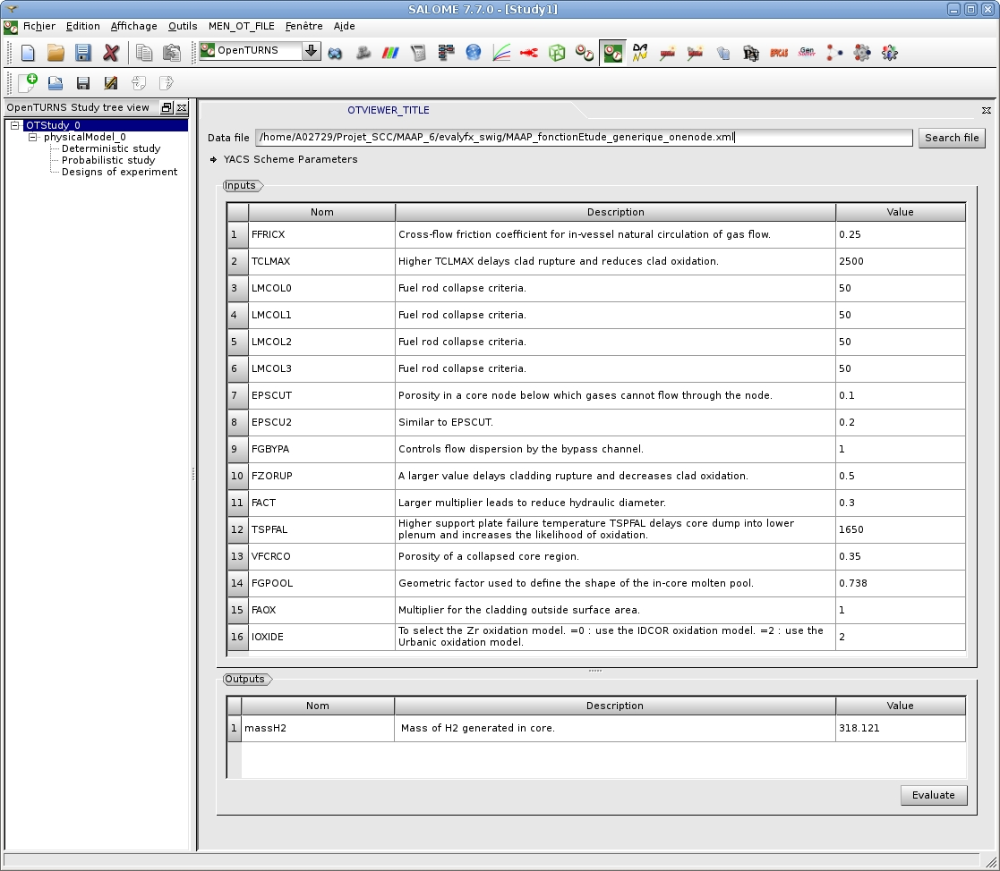 SALOME 7.7.0 - [Study1]
Fichier Edition Affichage Outils MEN_OT_FILE Fenêtre Aide
OpenTURNS
OpenTURNS Study tree view
OTStudy_0
physicalModel_0
Deterministic study
Probabilistic study
Designs of experiment
OTVIEWER_TITLE
Data file /home/A02729/Projet_SCC/MAAP_6/evalyfx_swig/MAAP_fonctionEtude_generique_onenode.xml Search file
YACS Scheme Parameters
Inputs
Nom Description Value
1 FFRICX Cross-flow friction coefficient for in-vessel natural circulation of gas flow. 0.25
2 TCLMAX Higher TCLMAX delays clad rupture and reduces clad oxidation. 2500
3 LMCOL0 Fuel rod collapse criteria. 50
4 LMCOL1 Fuel rod collapse criteria. 50
5 LMCOL2 Fuel rod collapse criteria. 50
6 LMCOL3 Fuel rod collapse criteria. 50
7 EPSCUT Porosity in a core node below which gases cannot flow through the node. 0.1
8 EPSCU2 Similar to EPSCUT. 0.2
9 FGBYPA Controls flow dispersion by the bypass channel. 1
10 FZORUP A larger value delays cladding rupture and decreases clad oxidation. 0.5
11 FACT Larger multiplier leads to reduce hydraulic diameter. 0.3
12 TSPFAL Higher support plate failure temperature TSPFAL delays core dump into lower
plenum and increases the likelihood of oxidation. 1650
13 VFCRCO Porosity of a collapsed core region. 0.35
14 FGPOOL Geometric factor used to define the shape of the in-core molten pool. 0.738
15 FAOX Multiplier for the cladding outside surface area. 1
16 IOXIDE To select the Zr oxidation model. =0 : use the IDCOR oxidation model. =2 : use the
Urbanic oxidation model. 2
Outputs
Nom Description Value
1 massH2 Mass of H2 generated in core. 318.121
Evaluate